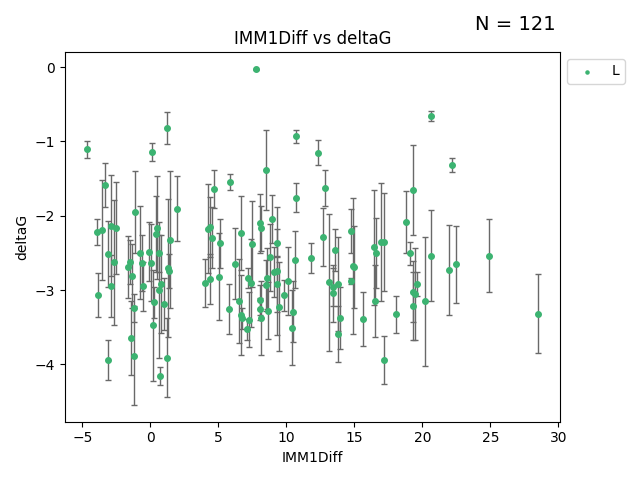 N = 121
IMM1Diff vs deltaG
L
deltaG
0
−1
−2
−3
−4
−5 0 5 10 15 20 25 30
IMM1Diff